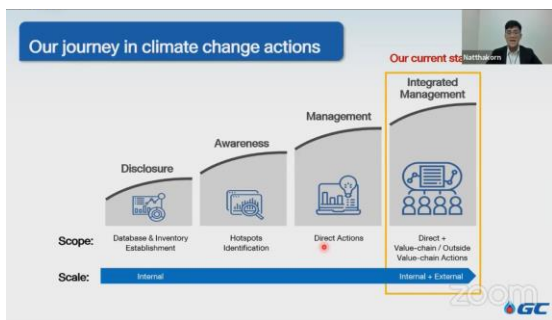 Our journey in climate change actions
Natthakorn
Our current sta
Integrated
Management
Management
Awareness
Disclosure
Scope:
Database & Inventory
Establishment
Hotspots
Identification
Direct Actions
Direct +
Value-chain / Outside
Value-chain Actions
Scale:
Internal
Internal + External
zoom
GC